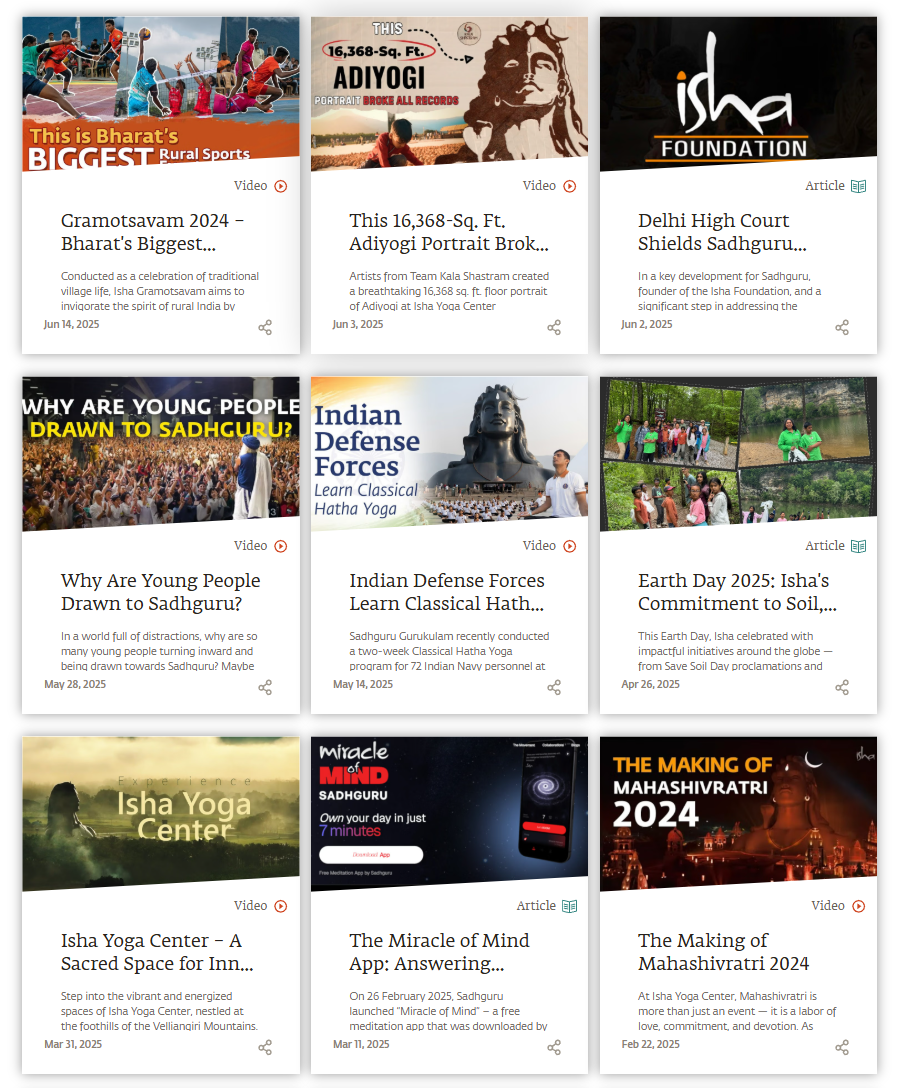 This is Bharat's
BIGGEST Rural Sports
Video
Gramotsavam 2024 –
Bharat's Biggest...
Conducted as a celebration of traditional
village life, Isha Gramotsavam aims to
invigorate the spirit of rural India by
Jun 14, 2025
THIS
16,368-Sq. Ft.
ADIYOGI
PORTRAIT BROKE ALL RECORDS
Video
This 16,368-Sq. Ft.
Adiyogi Portrait Brok...
Artists from Team Kala Shastram created
a breathtaking 16,368 sq. ft. floor portrait
of Adiyogi at Isha Yoga Center
Jun 3, 2025
isha
FOUNDATION
Article
Delhi High Court
Shields Sadhguru...
In a key development for Sadhguru,
founder of the Isha Foundation, and a
significant step in addressing the
Jun 2, 2025
WHY ARE YOUNG PEOPLE
DRAWN TO SADHGURU?
Video
Why Are Young People
Drawn to Sadhguru?
In a world full of distractions, why are so
many young people turning inward and
being drawn towards Sadhguru? Maybe
May 28, 2025
Indian
Defense
Forces
Learn Classical
Hatha Yoga
Video
Indian Defense Forces
Learn Classical Hath...
Sadhguru Gurukulam recently conducted
a two-week Classical Hatha Yoga
program for 72 Indian Navy personnel at
May 14, 2025
Article
Earth Day 2025: Isha's
Commitment to Soil,...
This Earth Day, Isha celebrated with
impactful initiatives around the globe —
from Save Soil Day proclamations and
Apr 26, 2025
Experience
Isha Yoga
Center
Video
Isha Yoga Center – A
Sacred Space for Inn...
Step into the vibrant and energized
spaces of Isha Yoga Center, nestled at
the foothills of the Velliangiri Mountains.
Mar 31, 2025
miracle
of
MIND
SADHGURU
Own your day in just
7 minutes
Download App
Free Meditation App by Sadhguru
Article
The Miracle of Mind
App: Answering...
On 26 February 2025, Sadhguru
launched "Miracle of Mind" – a free
meditation app that was downloaded by
Mar 11, 2025
isha
THE MAKING OF
MAHASHIVRATRI
2024
Video
The Making of
Mahashivratri 2024
At Isha Yoga Center, Mahashivratri is
more than just an event — it is a labor of
love, commitment, and devotion. As
Feb 22, 2025